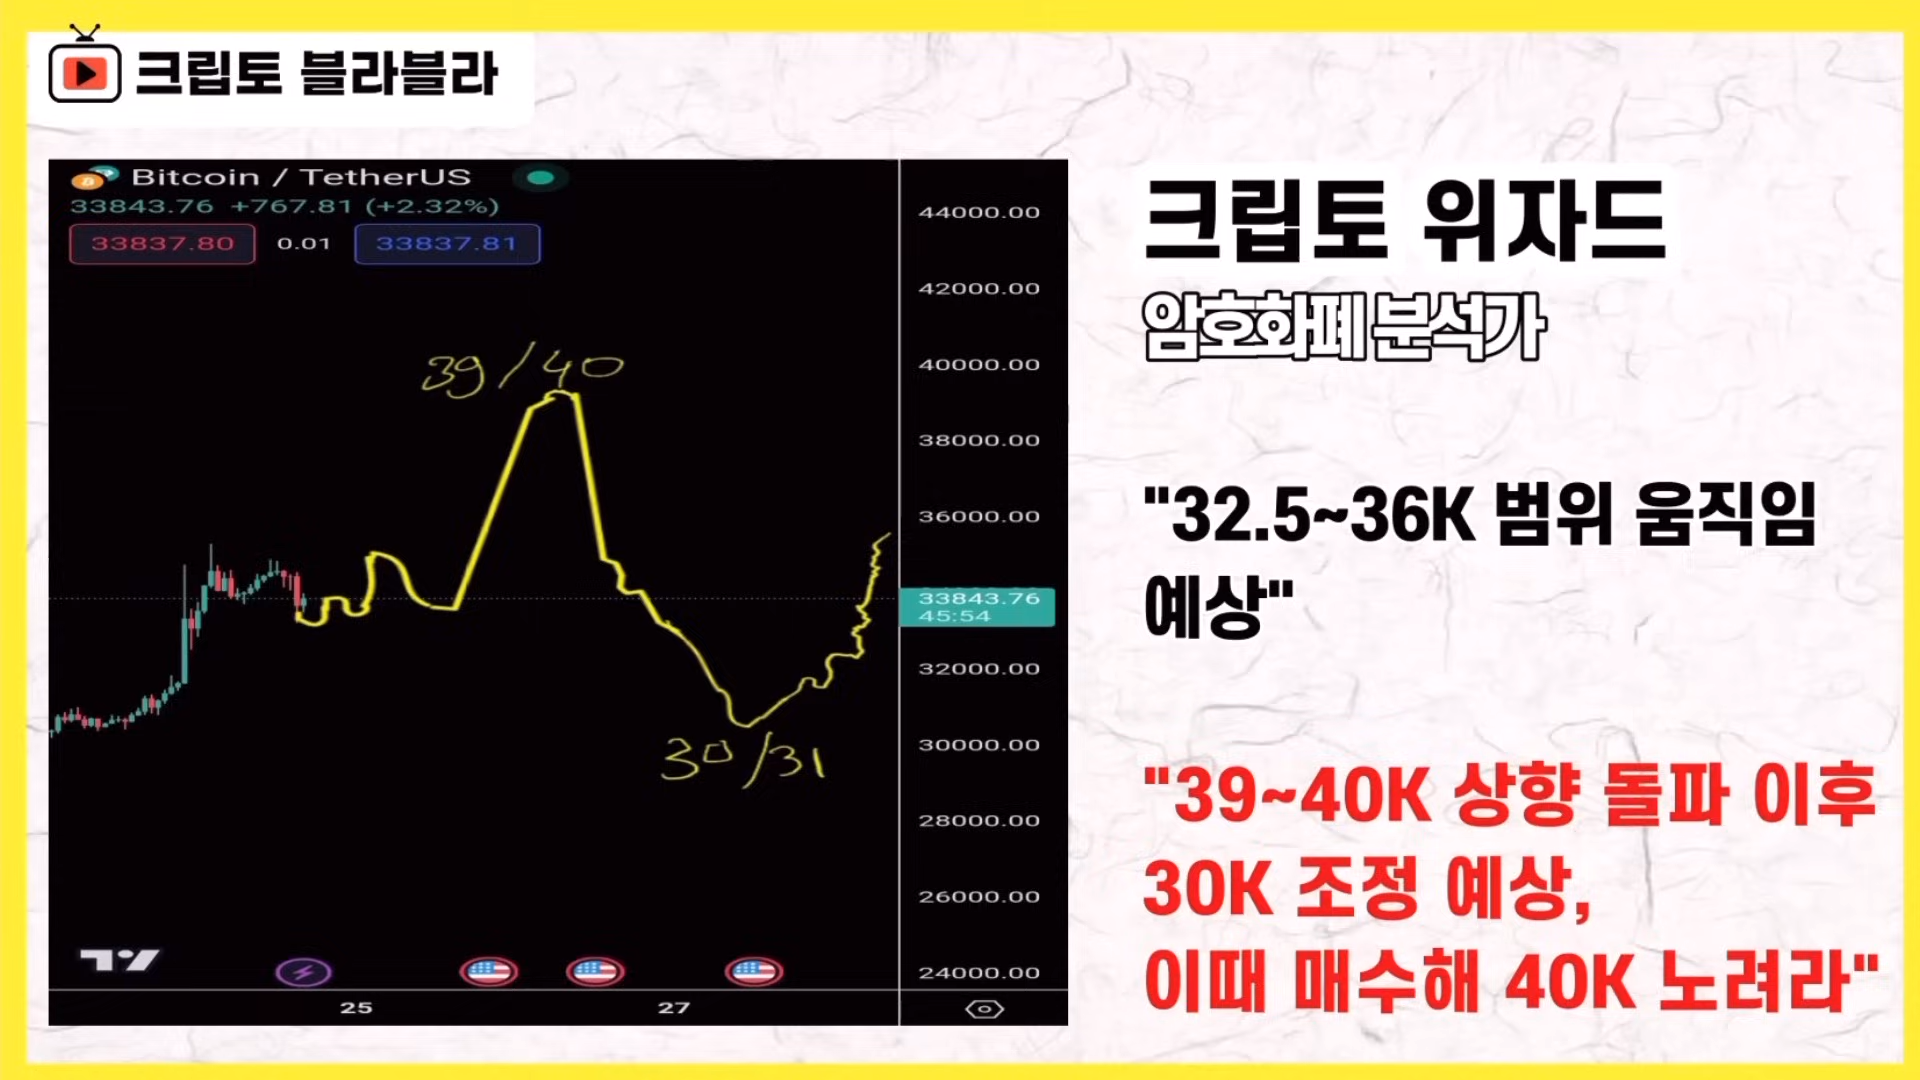 크립토 블라블라
Bitcoin / TetherUS
33843.76 +767.81 (+2.32%)
33837.80 0.01 33837.81
44000.00
42000.00
40000.00
38000.00
36000.00
33843.76
45:54
32000.00
30000.00
28000.00
26000.00
24000.00
39/40
30/31
25 27
크립토 위자드
암호화폐 분석가
"32.5~36K 범위 움직임
예상"
"39~40K 상향 돌파 이후
30K 조정 예상,
이때 매수해 40K 노려라"